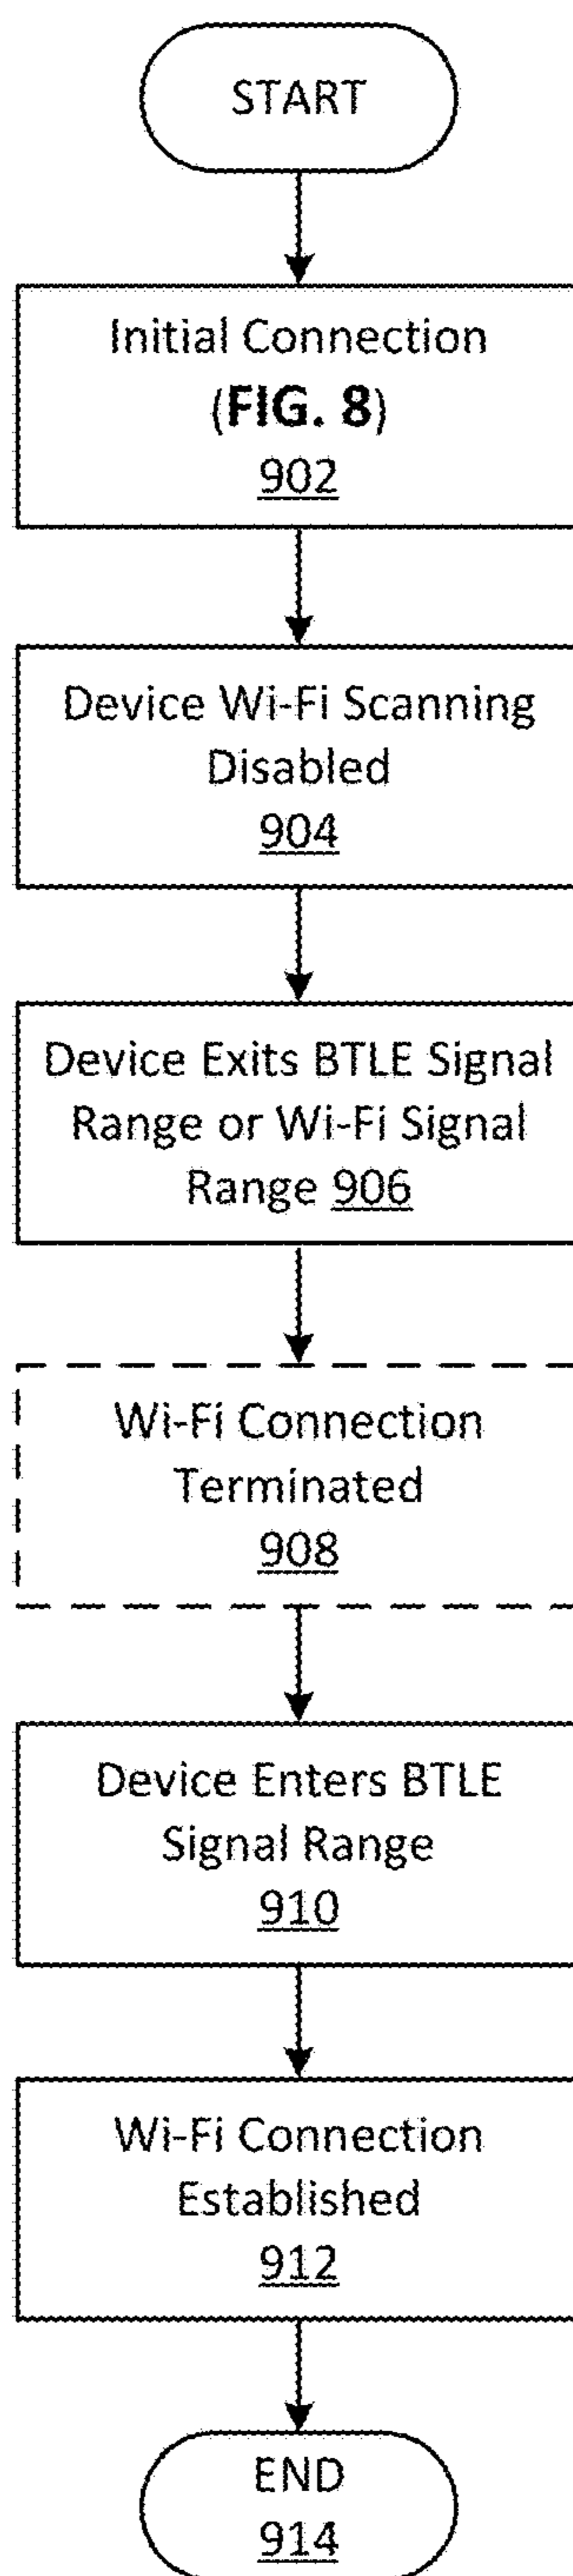 START
Initial Connection
(FIG. 8)
902
Device Wi-Fi Scanning
Disabled
904
Device Exits BTLE Signal
Range or Wi-Fi Signal
Range 906
Wi-Fi Connection
Terminated
908
Device Enters BTLE
Signal Range
910
Wi-Fi Connection
Established
912
END
914